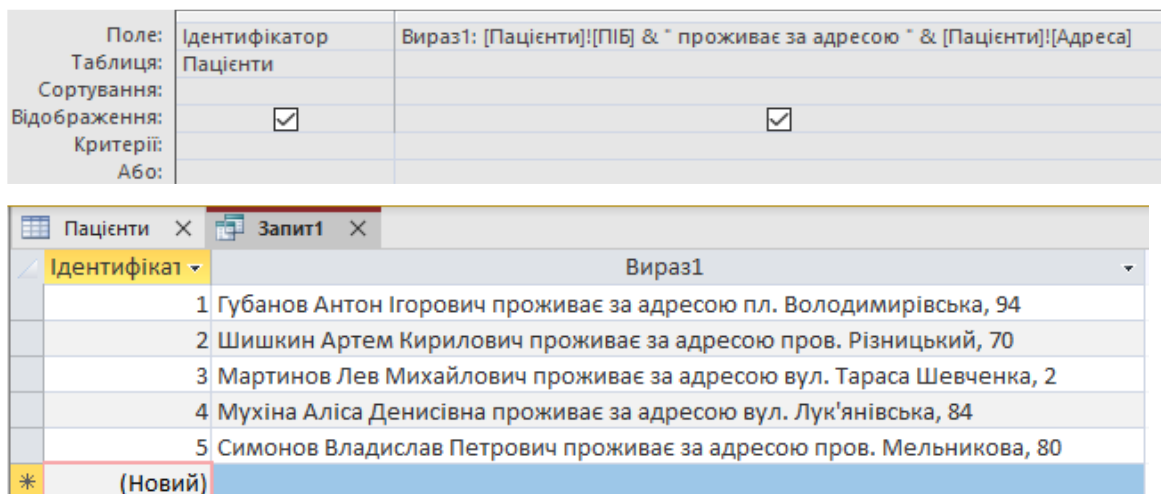 Поле: Ідентифікатор Вираз1: [Пацієнти]![ПІБ] & " проживає за адресою " & [Пацієнти]![Адреса]
Таблиця: Пацієнти
Сортування:
Відображення:
Критерії:
Або:
Пацієнти Запит1
Ідентифікат Вираз1
1 Губанов Антон Ігорович проживає за адресою пл. Володимирівська, 94
2 Шишкин Артем Кирилович проживає за адресою пров. Різницький, 70
3 Мартинов Лев Михайлович проживає за адресою вул. Тараса Шевченка, 2
4 Мухіна Аліса Денисівна проживає за адресою вул. Лук'янівська, 84
5 Симонов Владислав Петрович проживає за адресою пров. Мельникова, 80
(Новий)